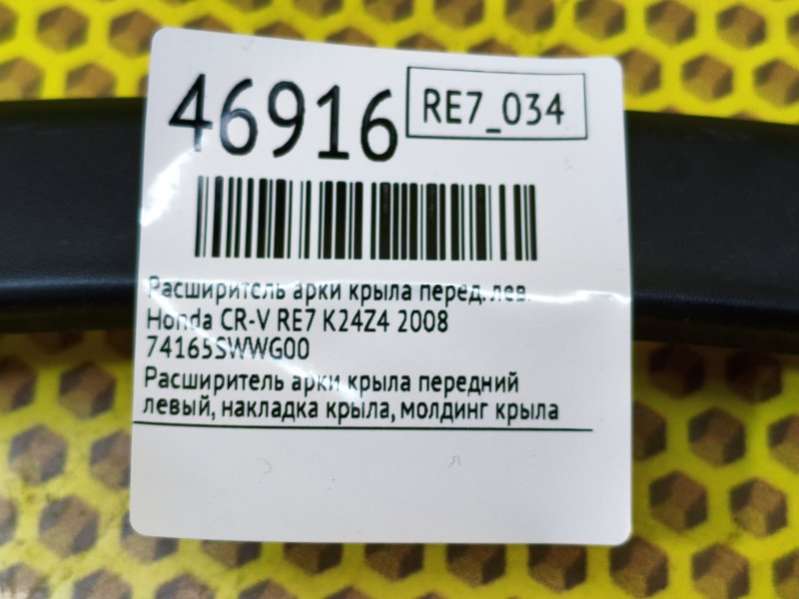 46916
RE7_034
Расширитель арки крыла перед. лев.
Honda CR-V RE7 K24Z4 2008
74165SWWG00
Расширитель арки крыла передний
левый, накладка крыла, молдинг крыла